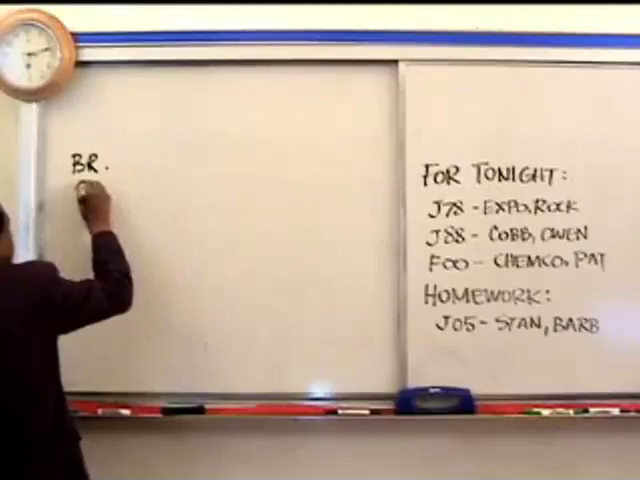 BR.
FOR TONIGHT:
J78 - EXPO, ROCK
J88 - COBB, OWEN
FOO - CHEMCO, PAT
HOMEWORK:
J05 - STAN, BARB